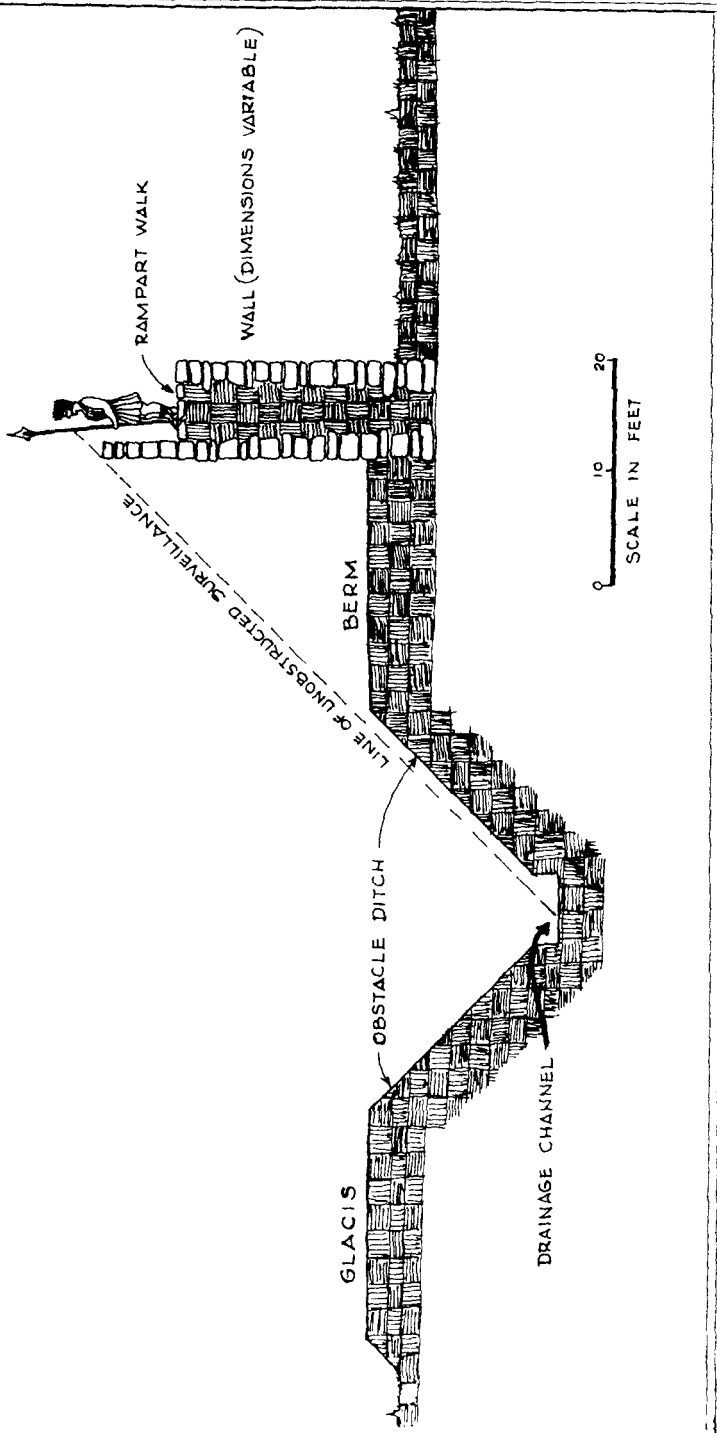 RAMPART WALK
WALL (DIMENSIONS VARIABLE)
LINE OF UNOBSTRUCTED SURVEILLANCE
BERM
OBSTACLE DITCH
GLACIS
DRAINAGE CHANNEL
0 10 20
SCALE IN FEET